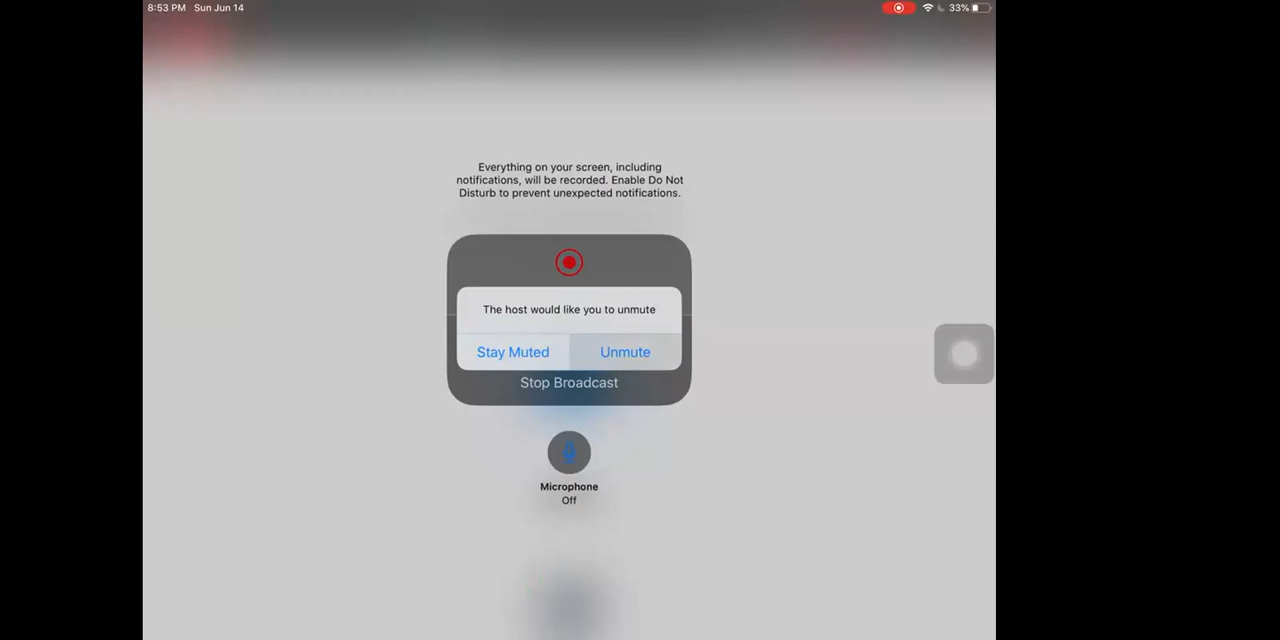 8:53 PM Sun Jun 14
33%
Everything on your screen, including
notifications, will be recorded. Enable Do Not
Disturb to prevent unexpected notifications.
The host would like you to unmute
Stay Muted Unmute
Stop Broadcast
Microphone
Off